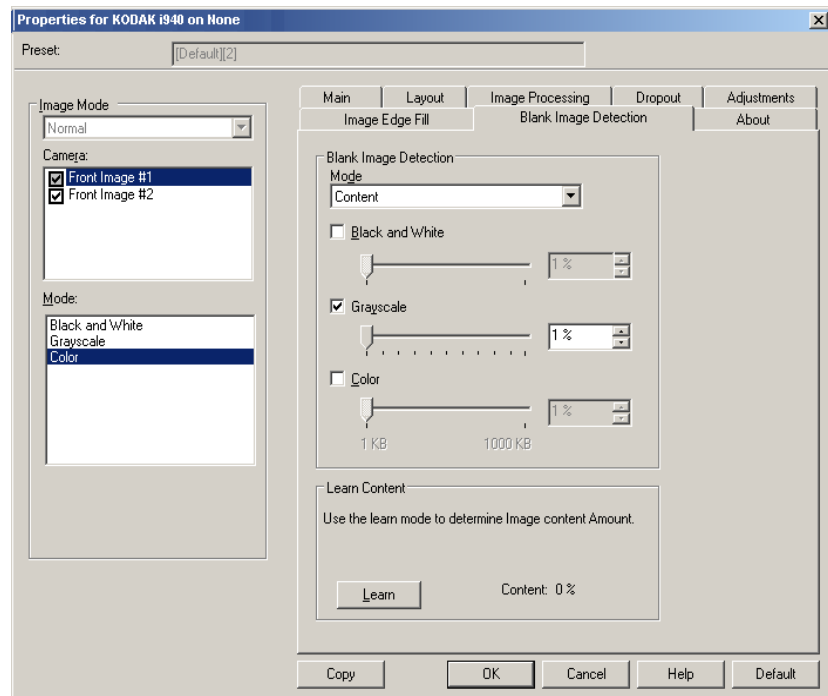 Properties for KODAK i940 on None
Preset:
[Default][2]
Image Mode
Normal
Camera:
Front Image #1
Front Image #2
Mode:
Black and White
Grayscale
Color
Main
Layout
Image Processing
Dropout
Adjustments
Image Edge Fill
Blank Image Detection
About
Blank Image Detection
Mode
Content
Black and White
1 %
Grayscale
1 %
Color
1 %
1 KB
1000 KB
Learn Content
Use the learn mode to determine Image content Amount.
Learn
Content: 0 %
Copy
OK
Cancel
Help
Default